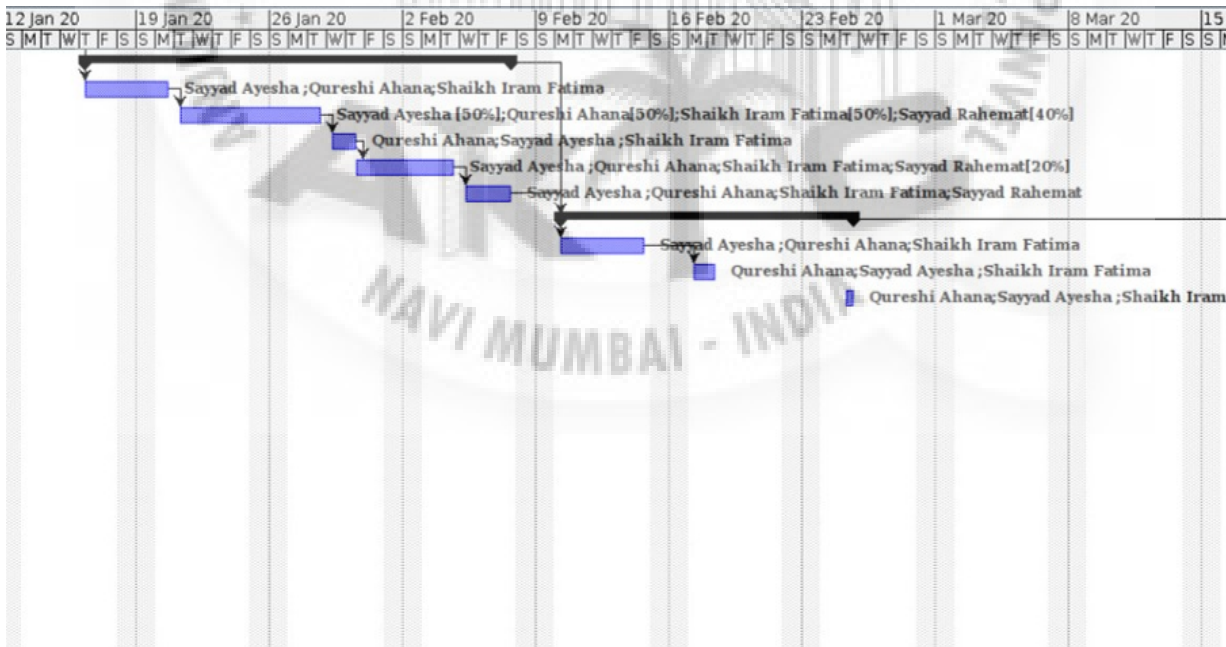 12 Jan 20 19 Jan 20 26 Jan 20 2 Feb 20 9 Feb 20 16 Feb 20 23 Feb 20 1 Mar 20 8 Mar 20 15
S M T W T F S S M T W T F S S M T W T F S S M T W T F S S M T W T F S S M T W T F S S M T W T F S S M T W T F S S M T W T F S S
Sayyad Ayesha ;Qureshi Ahana;Shaikh Iram Fatima
Sayyad Ayesha [50%];Qureshi Ahana[50%];Shaikh Iram Fatima[50%];Sayyad Rahemat[40%]
Qureshi Ahana;Sayyad Ayesha ;Shaikh Iram Fatima
Sayyad Ayesha ;Qureshi Ahana;Shaikh Iram Fatima;Sayyad Rahemat[20%]
Sayyad Ayesha ;Qureshi Ahana;Shaikh Iram Fatima;Sayyad Rahemat
Sayyad Ayesha ;Qureshi Ahana;Shaikh Iram Fatima
Qureshi Ahana;Sayyad Ayesha ;Shaikh Iram Fatima
Qureshi Ahana;Sayyad Ayesha ;Shaikh Iram
NAVI MUMBAI - INDIA